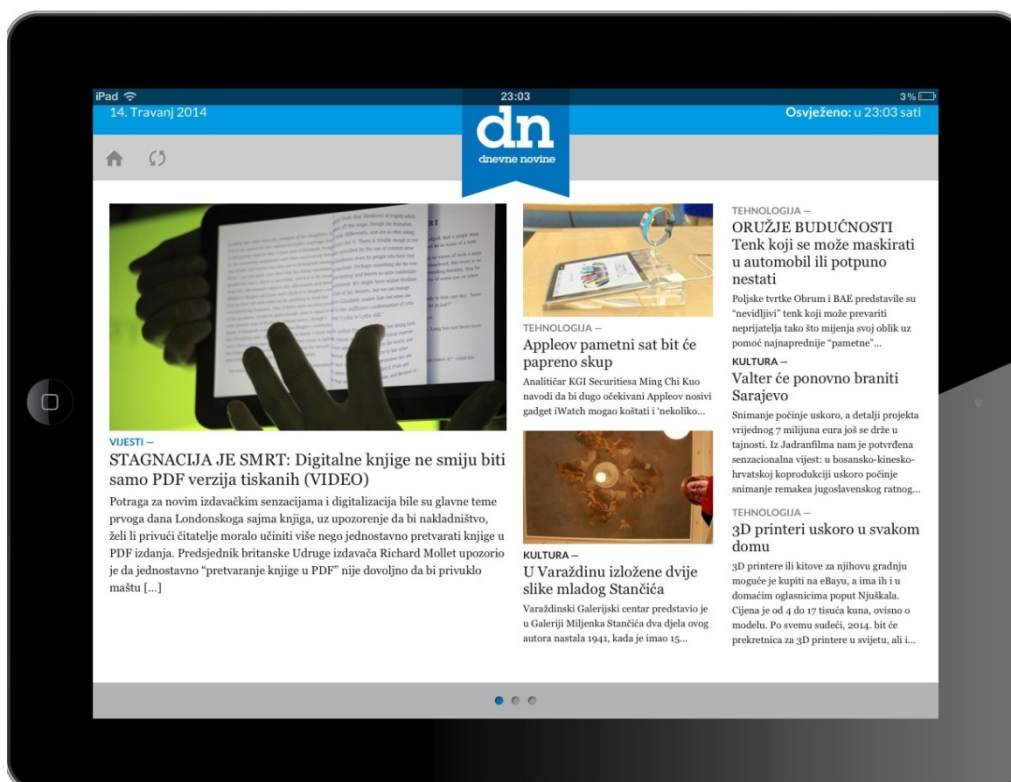 iPad
23:03
3%
14. Travanj 2014
dn
dnevne novine
Osvježeno: u 23:03 sati
VIJESTI –
STAGNACIJA JE SMRT: Digitalne knjige ne smiju biti
samo PDF verzija tiskanih (VIDEO)
Potraga za novim izdavačkim senzacijama i digitalizacija bile su glavne teme
prvoga dana Londonskoga sajma knjiga, uz upozorenje da bi nakladništvo,
želi li privući čitatelje moralo učiniti više nego jednostavno pretvarati knjige u
PDF izdanja. Predsjednik britanske Udruge izdavača Richard Mollet upozorio
je da jednostavno “pretvaranje knjige u PDF” nije dovoljno da bi privuklo
maštu [...]
TEHNOLOGIJA –
Appleov pametni sat bit će
papreno skup
Analitičar KGI Securitiesa Ming Chi Kuo
navodi da bi dugo očekivani Appleov nosivi
gadget iWatch mogao koštati i ‘nekoliko...
KULTURA –
U Varaždinu izložene dvije
slike mladog Stančića
Varaždinski Galerijski centar predstavio je
u Galeriji Miljenka Stančića dva djela ovog
autora nastala 1941, kada je imao 15...
TEHNOLOGIJA –
ORUŽJE BUDUĆNOSTI
Tenk koji se može maskirati
u automobil ili potpuno
nestati
Poljske tvrtke Obrum i BAE predstavile su
“nevidljivi” tenk koji može prevariti
neprijatelja tako što mijenja svoj oblik uz
pomoć najnaprednije “pametne”...
KULTURA –
Valter će ponovno braniti
Sarajevo
Snimanje počinje uskoro, a detalji projekta
vrijednog 7 milijuna eura još se drže u
tajnosti. Iz Jadranfilma nam je potvrđena
senzacionalna vijest: u bosansko-kinesko-
hrvatskoj koprodukciji uskoro počinje
snimanje remakea jugoslavenskog ratnog...
TEHNOLOGIJA –
3D printeri uskoro u svakom
domu
3D printere ili kitove za njihovu gradnju
moguće je kupiti na eBayu, a ima ih i u
domaćim oglasnicima poput Njuškala.
Cijena je od 4 do 17 tisuća kuna, ovisno o
modelu. Po svemu sudeći, 2014. bit će
prekretnica za 3D printere u svijetu, ali i...